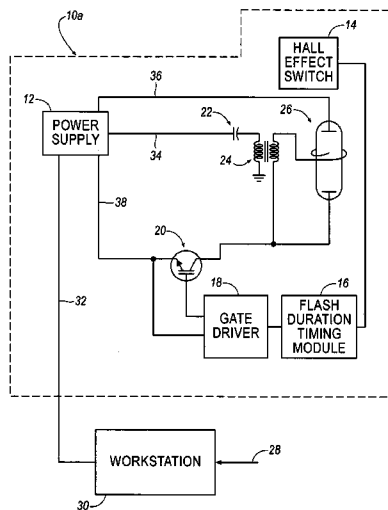 10a
14
HALL
EFFECT
SWITCH
36
12
22
26
POWER
SUPPLY
34
24
38
20
18
16
GATE
DRIVER
FLASH
DURATION
TIMING
MODULE
32
28
WORKSTATION
30